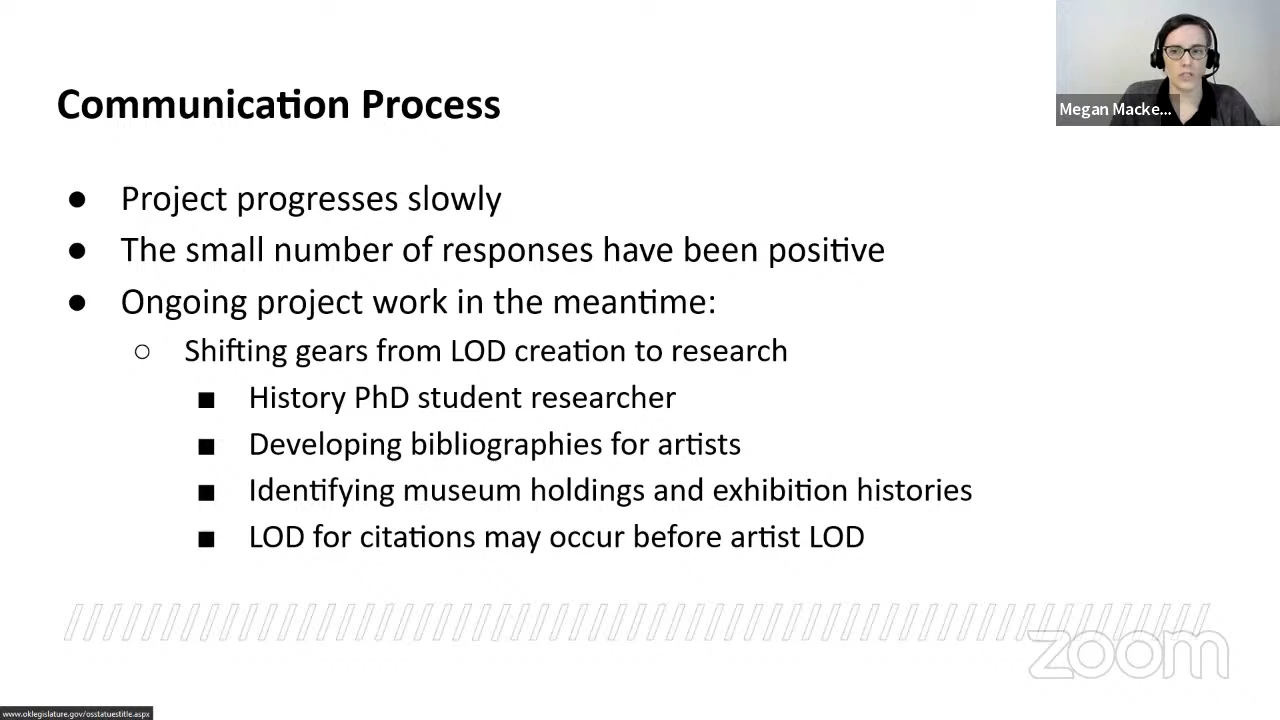 Communication Process
Megan Macke...
● Project progresses slowly
● The small number of responses have been positive
● Ongoing project work in the meantime:
○ Shifting gears from LOD creation to research
■ History PhD student researcher
■ Developing bibliographies for artists
■ Identifying museum holdings and exhibition histories
■ LOD for citations may occur before artist LOD
zoom
www.oklegislature.gov/osstatuestitle.aspx